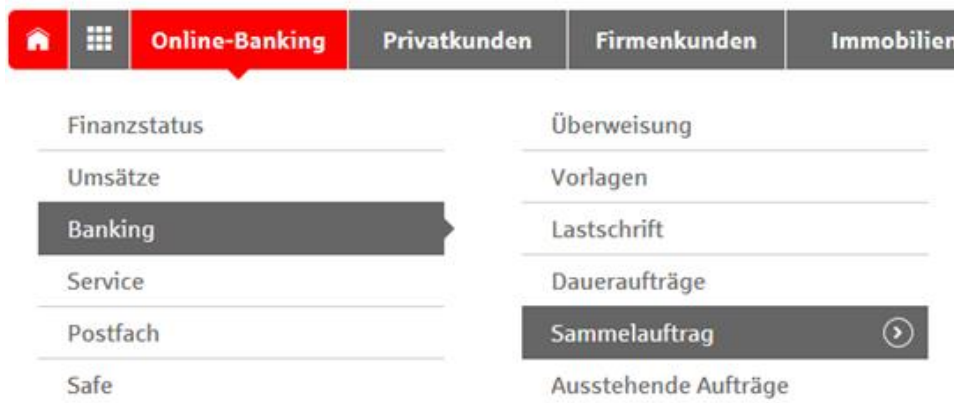 Online-Banking Privatkunden Firmenkunden Immobilien
Finanzstatus
Umsätze
Banking
Service
Postfach
Safe
Überweisung
Vorlagen
Lastschrift
Daueraufträge
Sammelauftrag
Ausstehende Aufträge